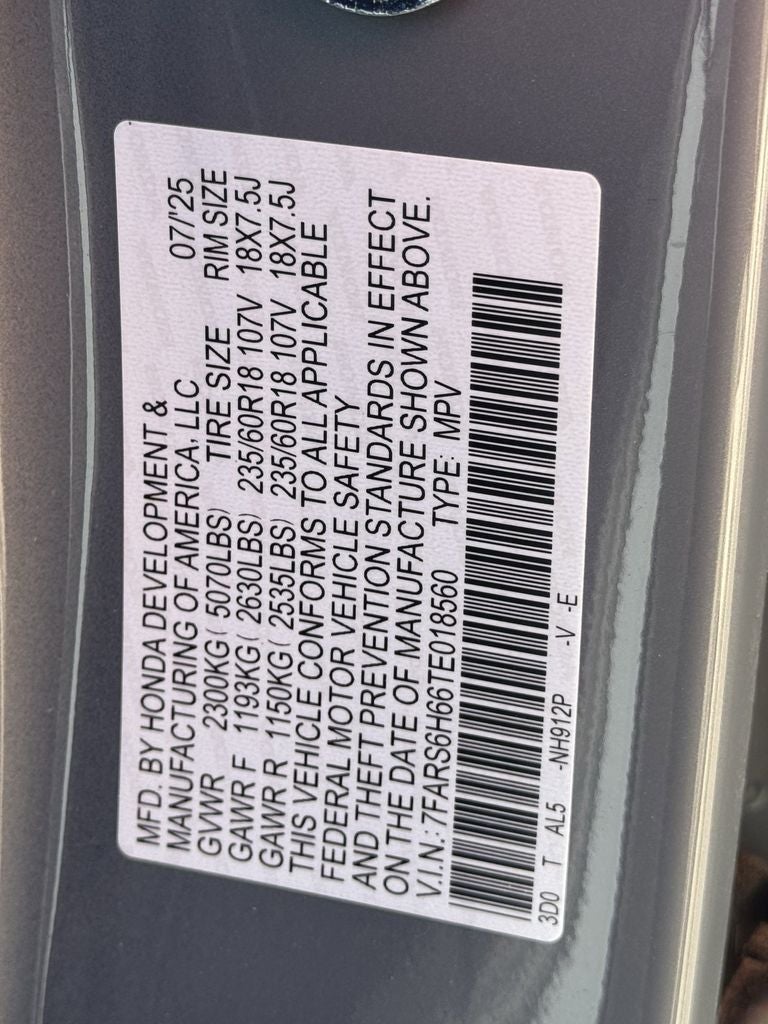 MFD. BY HONDA DEVELOPMENT &
MANUFACTURING OF AMERICA, LLC 07/'25
GVWR 2300KG( 5070LBS) TIRE SIZE RIM SIZE
GAWR F 1193KG( 2630LBS) 235/60R18 107V 18X7.5J
GAWR R 1150KG( 2535LBS) 235/60R18 107V 18X7.5J
THIS VEHICLE CONFORMS TO ALL APPLICABLE
FEDERAL MOTOR VEHICLE SAFETY
AND THEFT PREVENTION STANDARDS IN EFFECT
ON THE DATE OF MANUFACTURE SHOWN ABOVE.
V.I.N.: 7FARS6H66TE018560 TYPE: MPV
3D0 T AL5 -NH912P -V -E